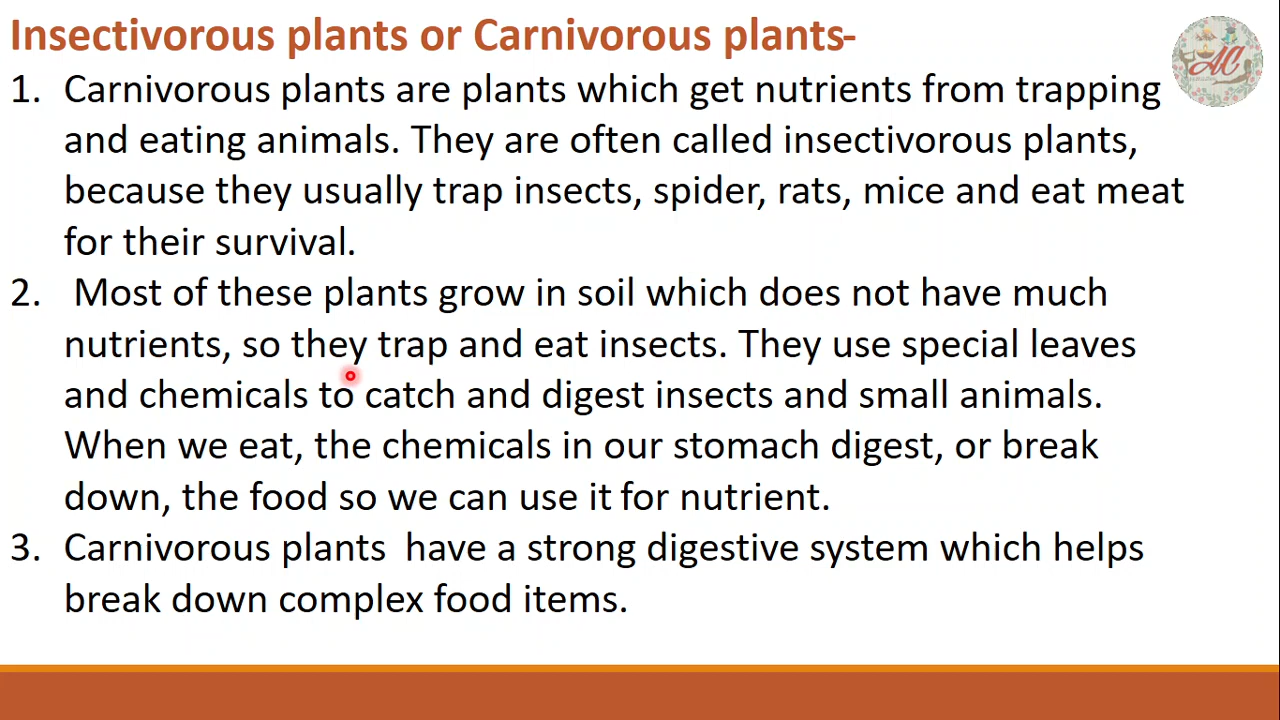 Insectivorous plants or Carnivorous plants-
AC
1. Carnivorous plants are plants which get nutrients from trapping
and eating animals. They are often called insectivorous plants,
because they usually trap insects, spider, rats, mice and eat meat
for their survival.
2. Most of these plants grow in soil which does not have much
nutrients, so they trap and eat insects. They use special leaves
and chemicals to catch and digest insects and small animals.
When we eat, the chemicals in our stomach digest, or break
down, the food so we can use it for nutrient.
3. Carnivorous plants have a strong digestive system which helps
break down complex food items.